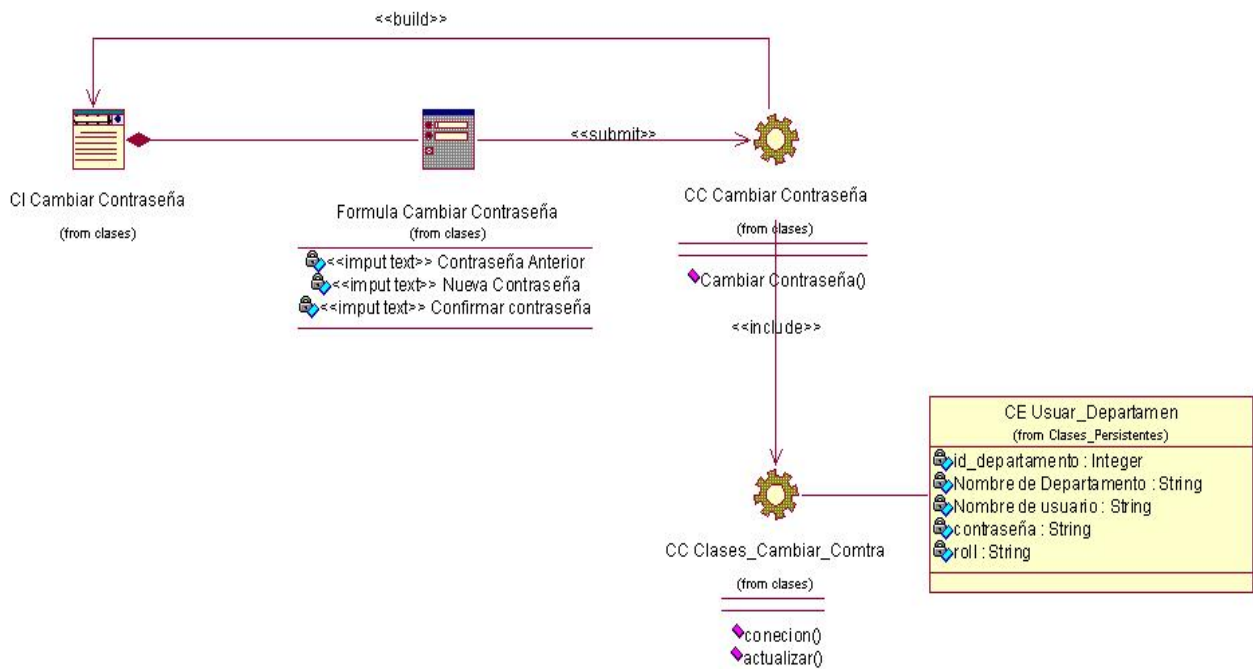 <<build>>
<<submit>>
CI Cambiar Contraseña
(from clases)
Formula Cambiar Contraseña
(from clases)
<<imput text>> Contraseña Anterior
<<imput text>> Nueva Contraseña
<<imput text>> Confirmar contraseña
CC Cambiar Contraseña
(from clases)
Cambiar Contraseña()
<<include>>
CE Usuar_Departamen
(from Clases_Persistentes)
id_departamento : Integer
Nombre de Departamento : String
Nombre de usuario : String
contraseña : String
roll : String
CC Clases_Cambiar_Comtra
(from clases)
conecion()
actualizar()